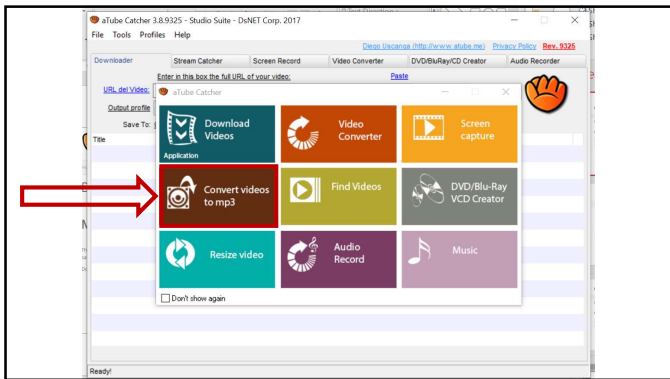 aTube Catcher 3.8.9325 - Studio Suite - DsNET Corp. 2017
File Tools Profiles Help
Diego Uscanga (http://www.atube.me) Privacy Policy Rev. 9325
Downloader Stream Catcher Screen Record Video Converter DVD/BluRay/CD Creator Audio Recorder
Enter in this box the full URL of your video: Paste
URL del Video:
aTube Catcher
Output profile
Save To:
Title
Download
Videos
Application
Video
Converter
Screen
capture
Convert videos
to mp3
Find Videos
DVD/Blu-Ray
VCD Creator
Resize video
Audio
Record
Music
Don't show again
Ready!